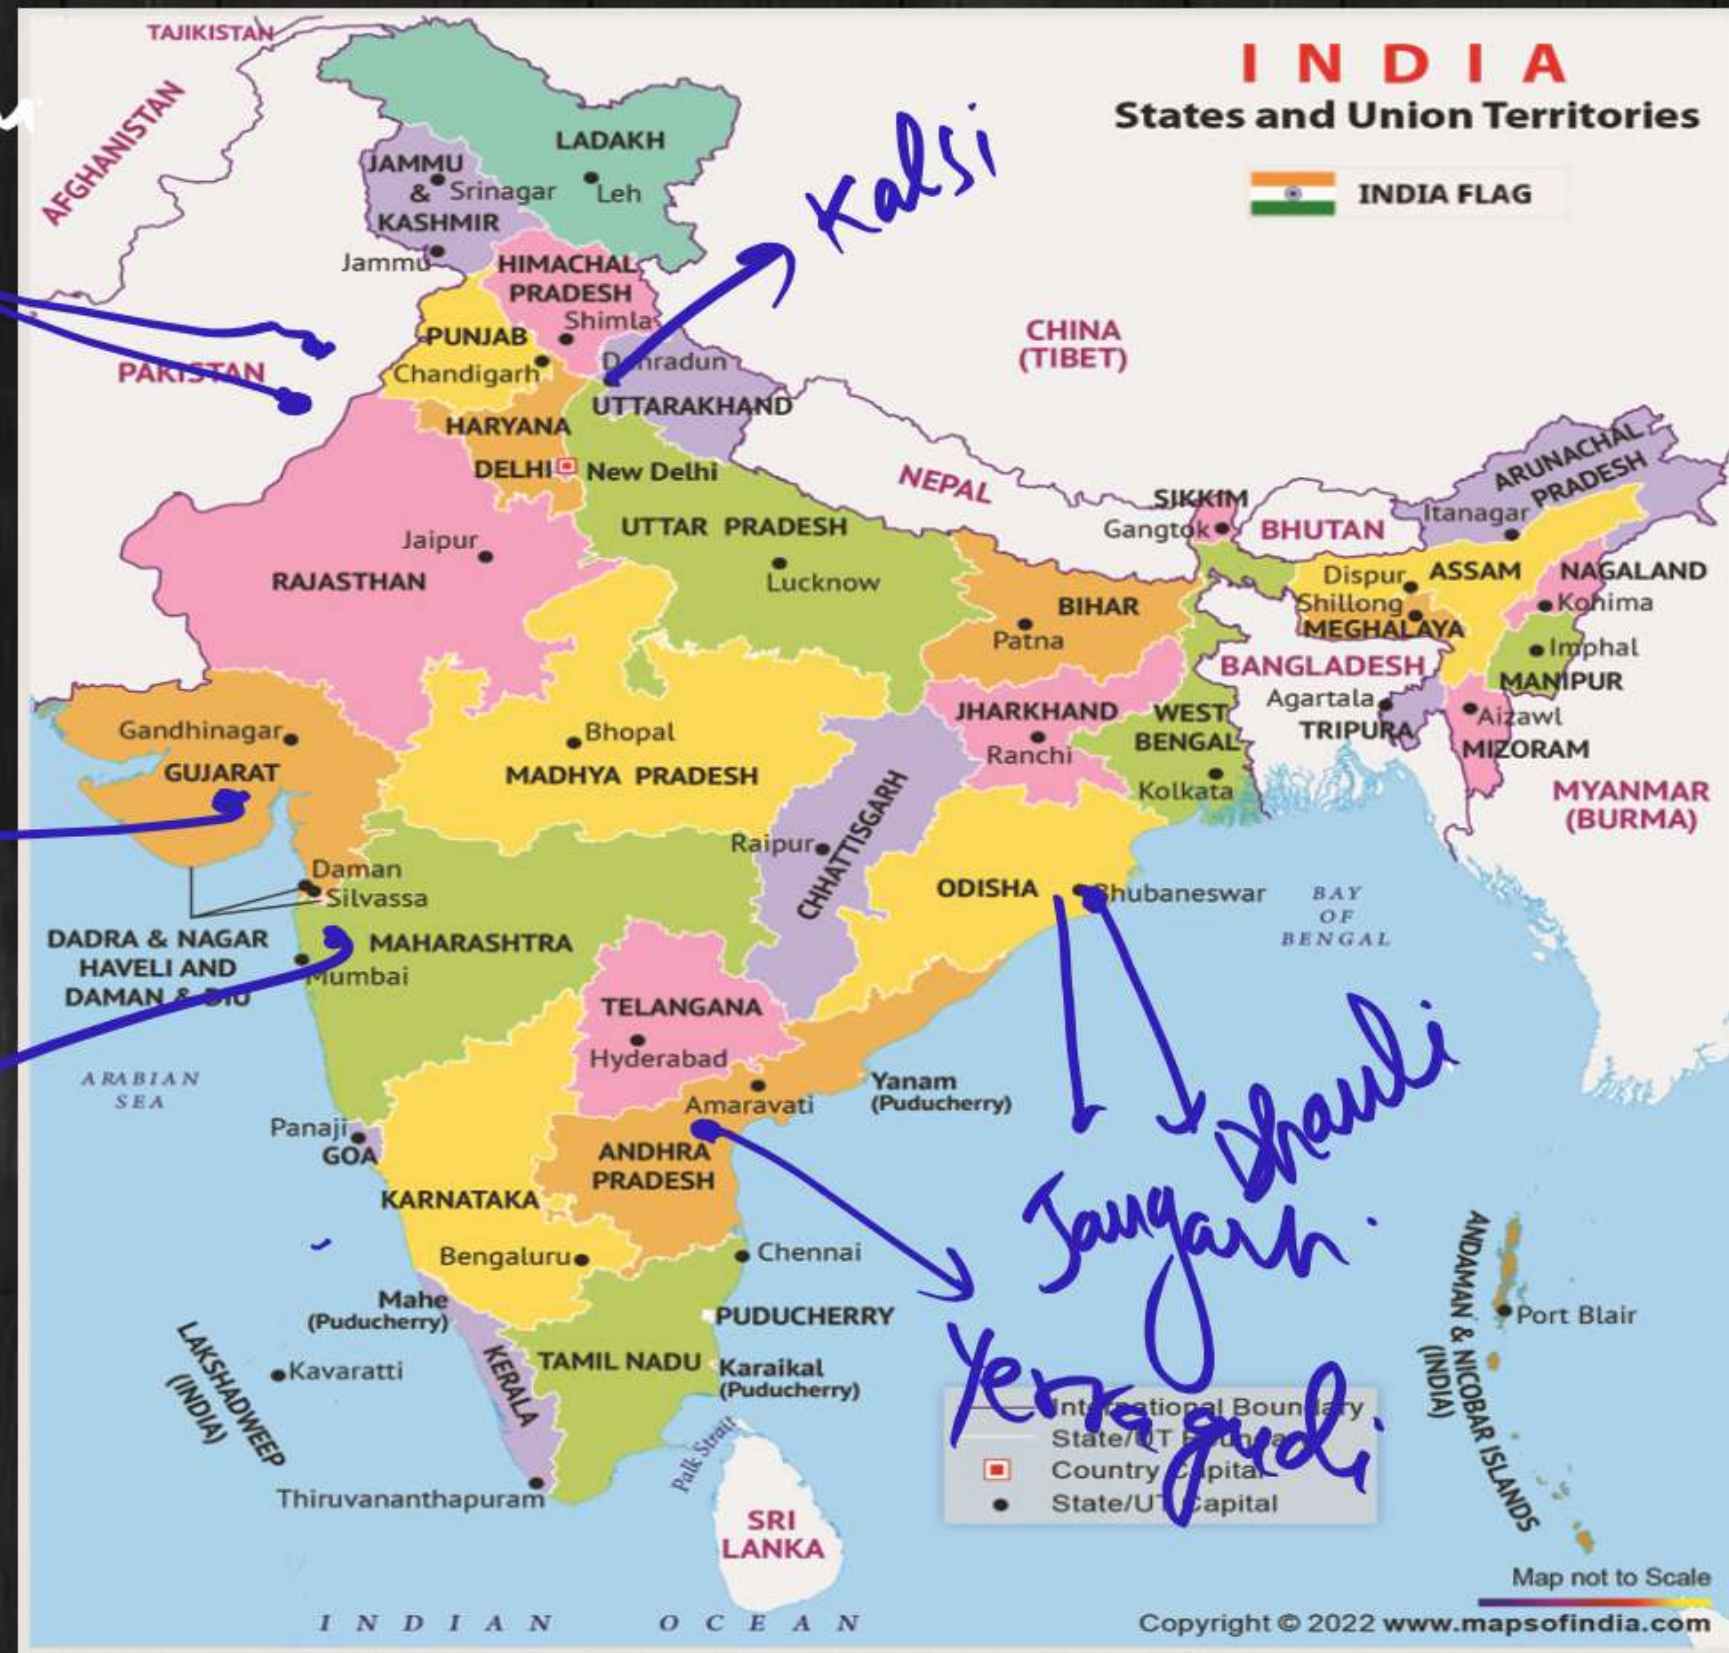 TAJIKISTAN
INDIA
States and Union Territories
INDIA FLAG
AFGHANISTAN
LADAKH
JAMMU
& Srinagar
Leh
KASHMIR
Jammu
Kalsi
HIMACHAL
PRADESH
Shimla
PUNJAB
Chandigarh
PAKISTAN
Dehradun
UTTARAKHAND
CHINA
(TIBET)
HARYANA
DELHI
New Delhi
NEPAL
SIKKIM
Gangtok
BHUTAN
ARUNACHAL
PRADESH
Itanagar
UTTAR PRADESH
Lucknow
Jaipur
RAJASTHAN
Dispur
ASSAM
NAGALAND
Shillong
Kohima
MEGHALAYA
BIHAR
Patna
Imphal
MANIPUR
BANGLADESH
Agartala
TRIPURA
Aizawl
MIZORAM
JHARKHAND
Ranchi
WEST
BENGAL
Kolkata
MYANMAR
(BURMA)
Gandhinagar
GUJARAT
Bhopal
MADHYA PRADESH
Raipur
CHHATTISGARH
Daman
Silvassa
ODISHA
Bhubaneswar
BAY
OF
BENGAL
DADRA & NAGAR
HAVELI AND
DAMAN & DIU
MAHARASHTRA
Mumbai
TELANGANA
Hyderabad
ARABIAN
SEA
Amaravati
Yanam
(Puducherry)
Dhauli
Jaugarh.
Panaji
GOA
ANDHRA
PRADESH
KARNATAKA
Bengaluru
Chennai
Yerragudi
Mahe
(Puducherry)
PUDUCHERRY
LAKSHADWEEP
(INDIA)
Kavaratti
KERALA
TAMIL NADU
Karaikal
(Puducherry)
Thiruvananthapuram
Palk Strait
SRI
LANKA
ANDAMAN & NICOBAR ISLANDS
(INDIA)
Port Blair
International Boundary
State/UT Boundary
Country Capital
State/UT Capital
INDIAN OCEAN
Map not to Scale
Copyright © 2022 www.mapsofindia.com